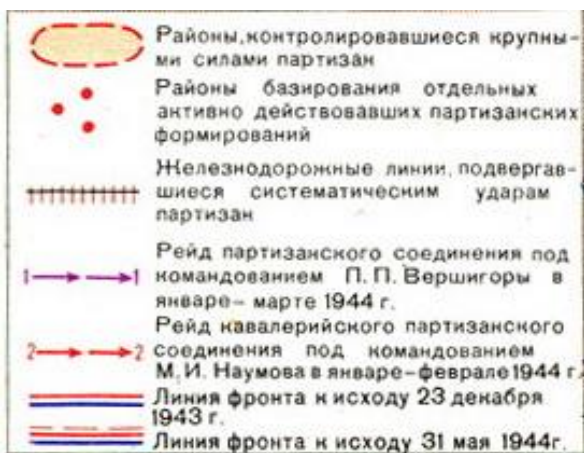 Районы, контролировавшиеся крупны-
ми силами партизан
Районы базирования отдельных
активно действовавших партизанских
формирований
Железнодорожные линии, подвергав-
шиеся систематическим ударам
партизан
Рейд партизанского соединения под
1 1 командованием П. П. Вершигоры в
январе– марте 1944 г.
Рейд кавалерийского партизанского
2 2 соединения под командованием
М. И. Наумова в январе–феврале 1944 г.
Линия фронта к исходу 23 декабря
1943 г.
Линия фронта к исходу 31 мая 1944г.